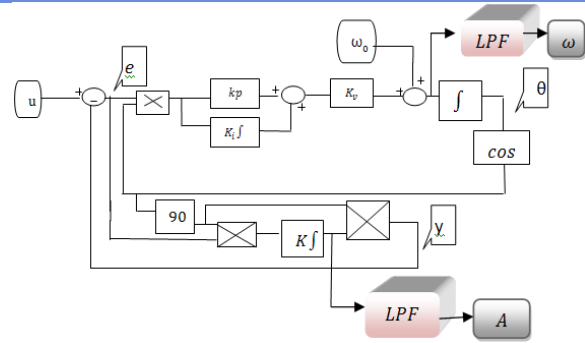 LPF
ω
ω₀
e
u
+
−
kp
Kᵢ∫
+
+
Kᵥ
+
+
∫
θ
cos
90
K∫
y
LPF
A